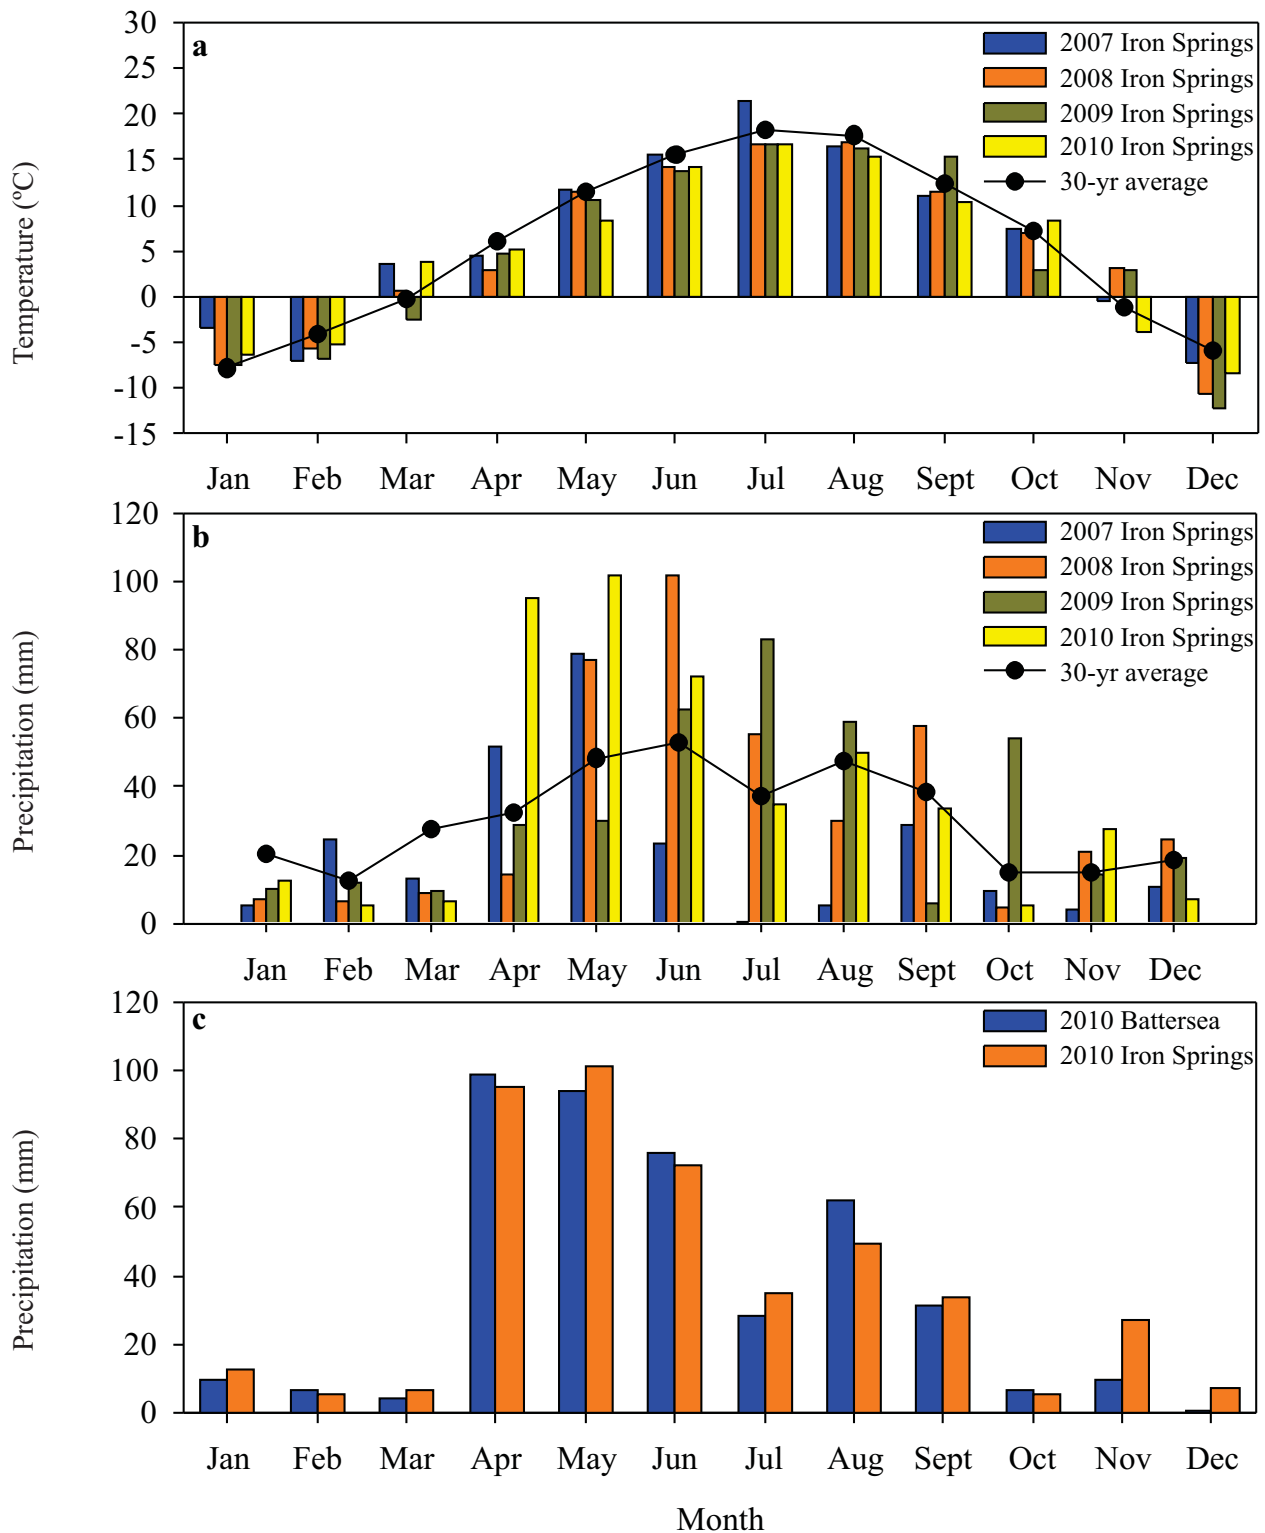 a
2007 Iron Springs
2008 Iron Springs
2009 Iron Springs
2010 Iron Springs
30-yr average
Temperature (ºC)
30
25
20
15
10
5
0
-5
-10
-15
Jan Feb Mar Apr May Jun Jul Aug Sept Oct Nov Dec
b
2007 Iron Springs
2008 Iron Springs
2009 Iron Springs
2010 Iron Springs
30-yr average
Precipitation (mm)
120
100
80
60
40
20
0
Jan Feb Mar Apr May Jun Jul Aug Sept Oct Nov Dec
c
2010 Battersea
2010 Iron Springs
Precipitation (mm)
120
100
80
60
40
20
0
Jan Feb Mar Apr May Jun Jul Aug Sept Oct Nov Dec
Month